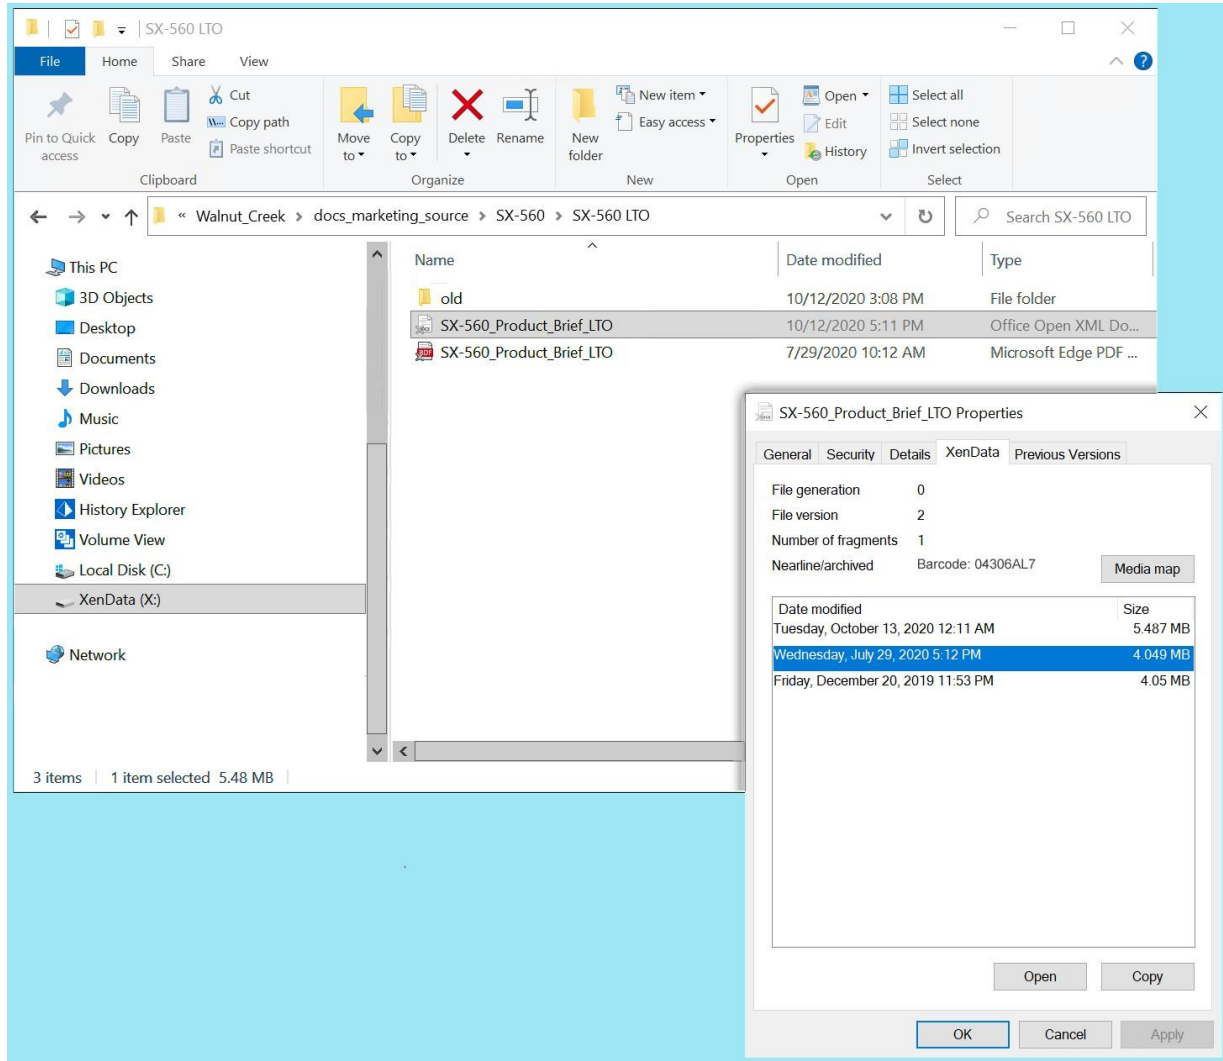 SX-560 LTO
File Home Share View
Pin to Quick access
Copy
Paste
Cut
Copy path
Paste shortcut
Clipboard
Move to
Copy to
Delete
Rename
Organize
New folder
New item
Easy access
New
Properties
Open
Edit
History
Open
Select all
Select none
Invert selection
Select
« Walnut_Creek > docs_marketing_source > SX-560 > SX-560 LTO
Search SX-560 LTO
This PC
3D Objects
Desktop
Documents
Downloads
Music
Pictures
Videos
History Explorer
Volume View
Local Disk (C:)
XenData (X:)
Network
Name Date modified Type
old 10/12/2020 3:08 PM File folder
SX-560_Product_Brief_LTO 10/12/2020 5:11 PM Office Open XML Do...
SX-560_Product_Brief_LTO 7/29/2020 10:12 AM Microsoft Edge PDF ...
3 items 1 item selected 5.48 MB
SX-560_Product_Brief_LTO Properties
General Security Details XenData Previous Versions
File generation 0
File version 2
Number of fragments 1
Nearline/archived Barcode: 04306AL7
Media map
Date modified Size
Tuesday, October 13, 2020 12:11 AM 5.487 MB
Wednesday, July 29, 2020 5:12 PM 4.049 MB
Friday, December 20, 2019 11:53 PM 4.05 MB
Open Copy
OK Cancel Apply